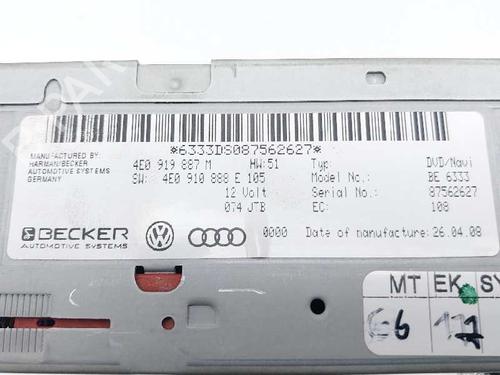 *6333DS087562627*
MANUFACTURED BY
HARMAN/BECKER
AUTOMOTIVE SYSTEMS
GERMANY
4E0 919 887 M HW:51 Typ: DVD/Navi
SW: 4E0 910 888 E 105 Model No.: BE 6333
12 Volt Serial No.: 87562627
074 JTB EC: 108
BECKER
AUTOMOTIVE SYSTEMS
0000 Date of manufacture: 26.04.08
MT EK SY
E6